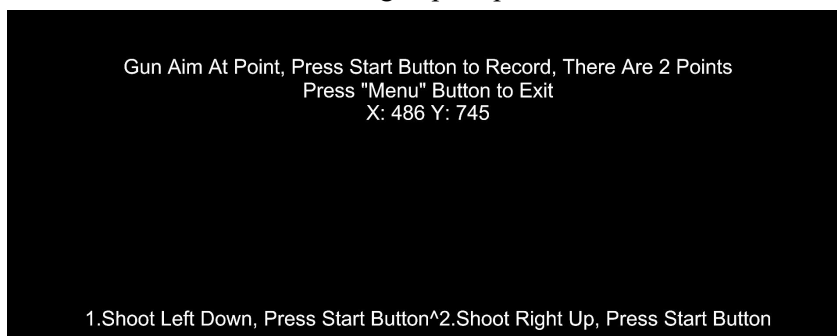 Gun Aim At Point, Press Start Button to Record, There Are 2 Points
Press "Menu" Button to Exit
X: 486 Y: 745
1.Shoot Left Down, Press Start Button^2.Shoot Right Up, Press Start Button